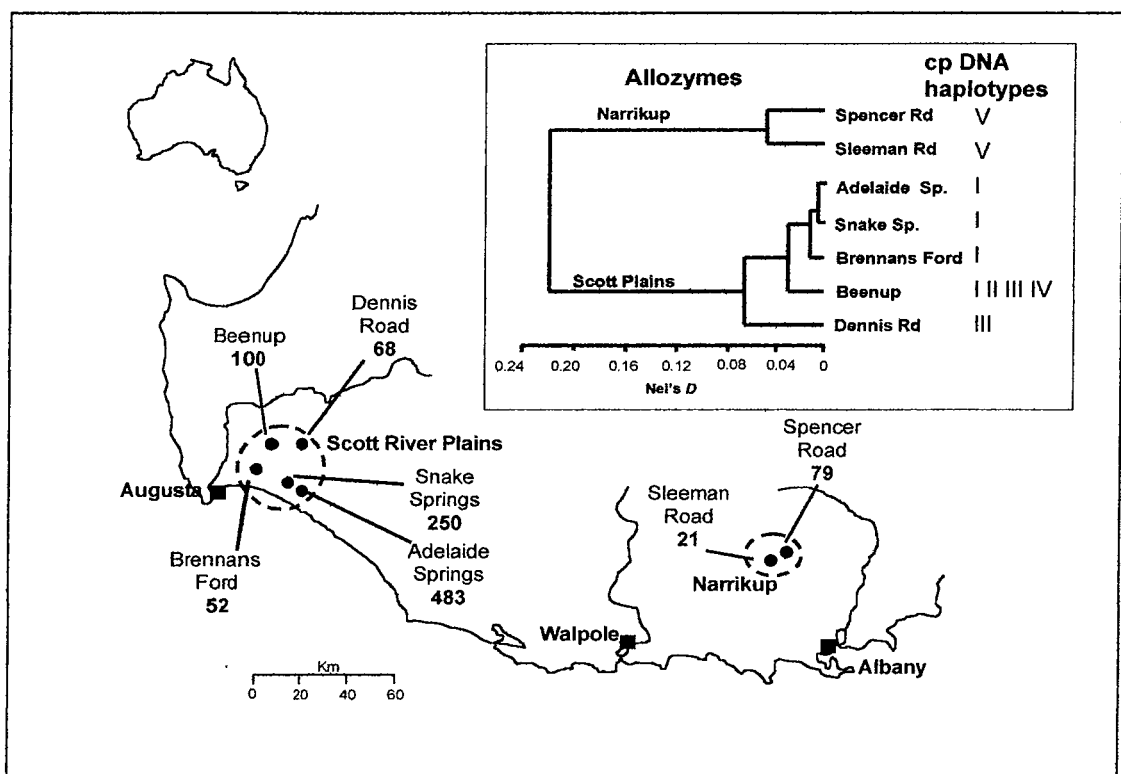 Allozymes
cp DNA
haplotypes
Narrikup
Spencer Rd V
Sleeman Rd V
Adelaide Sp. I
Snake Sp. I
Brennans Ford I
Scott Plains
Beenup I II III IV
Dennis Rd III
0.24 0.20 0.16 0.12 0.08 0.04 0
Nei's D
Dennis
Road
68
Beenup
100
Scott River Plains
Augusta
Snake
Springs
250
Adelaide
Springs
483
Brennans
Ford
52
Spencer
Road
79
Sleeman
Road
21
Narrikup
Walpole
Albany
Km
0 20 40 60